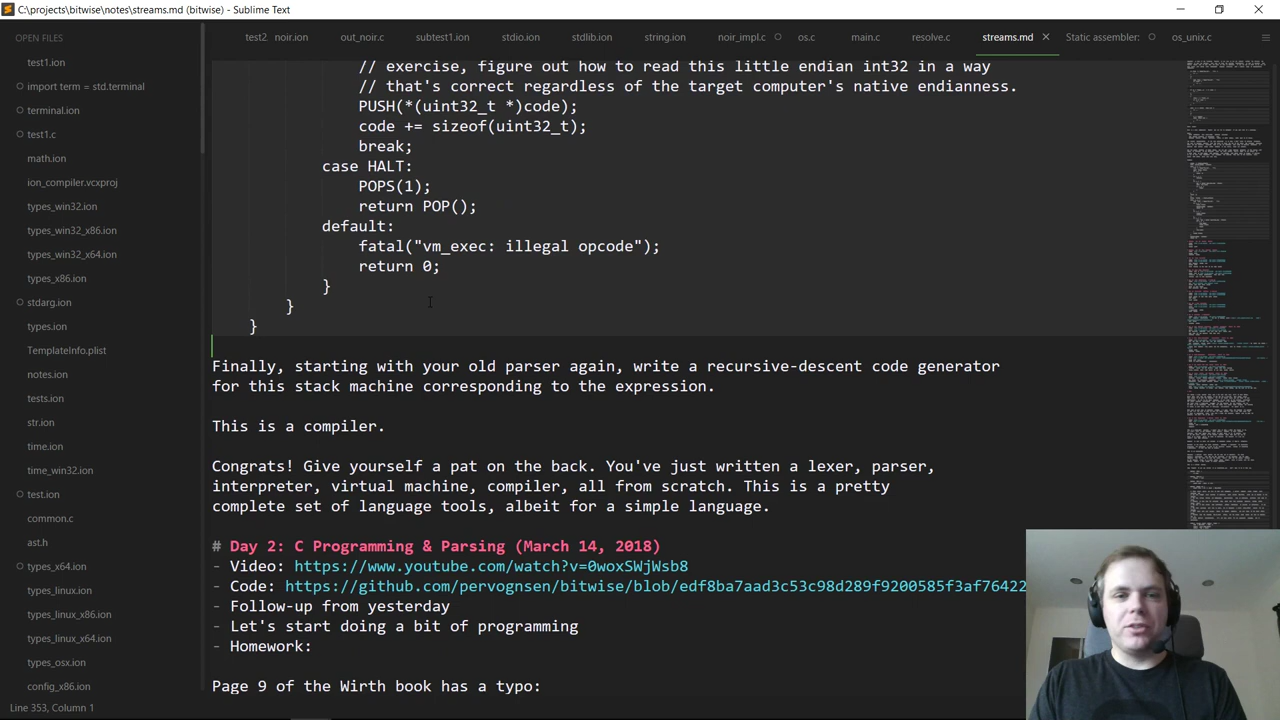 C:\projects\bitwise\notes\streams.md (bitwise) - Sublime Text
OPEN FILES
test1.ion
import term = std.terminal
terminal.ion
test1.c
math.ion
ion_compiler.vcxproj
types_win32.ion
types_win32_x86.ion
types_win32_x64.ion
types_x86.ion
stdarg.ion
types.ion
TemplateInfo.plist
notes.ion
tests.ion
str.ion
time.ion
time_win32.ion
test.ion
common.c
ast.h
types_x64.ion
types_linux.ion
types_linux_x86.ion
types_linux_x64.ion
types_osx.ion
config_x86.ion
test2 noir.ion out_noir.c subtest1.ion stdio.ion stdlib.ion string.ion noir_impl.c os.c main.c resolve.c streams.md Static assembler: os_unix.c
// exercise, figure out how to read this little endian int32 in a way
// that's correct regardless of the target computer's native endianness.
PUSH(*(uint32_t *)code);
code += sizeof(uint32_t);
break;
case HALT:
POPS(1);
return POP();
default:
fatal("vm_exec: illegal opcode");
return 0;
}
}
}
Finally, starting with your old parser again, write a recursive-descent code generator
for this stack machine corresponding to the expression.
This is a compiler.
Congrats! Give yourself a pat on the back. You've just written a lexer, parser,
interpreter, virtual machine, compiler, all from scratch. This is a pretty
complete set of language tools, albeit for a simple language.
# Day 2: C Programming & Parsing (March 14, 2018)
- Video: https://www.youtube.com/watch?v=0woxSWjWsb8
- Code: https://github.com/pervognsen/bitwise/blob/edf8ba7aad3c53c98d289f9200585f3af76422
- Follow-up from yesterday
- Let's start doing a bit of programming
- Homework:
Page 9 of the Wirth book has a typo:
Line 353, Column 1